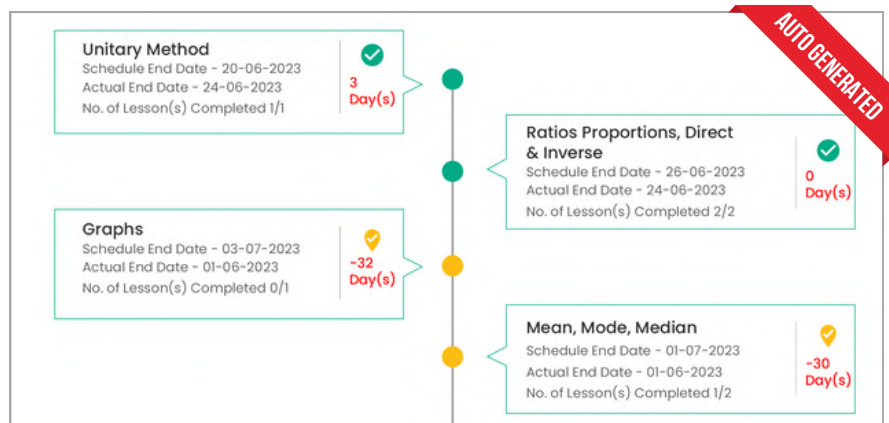 AUTO GENERATED
Unitary Method
Schedule End Date - 20-06-2023
Actual End Date - 24-06-2023
No. of Lesson(s) Completed 1/1
3
Day(s)
Ratios Proportions, Direct
& Inverse
Schedule End Date - 26-06-2023
Actual End Date - 24-06-2023
No. of Lesson(s) Completed 2/2
0
Day(s)
Graphs
Schedule End Date - 03-07-2023
Actual End Date - 01-06-2023
No. of Lesson(s) Completed 0/1
-32
Day(s)
Mean, Mode, Median
Schedule End Date - 01-07-2023
Actual End Date - 01-06-2023
No. of Lesson(s) Completed 1/2
-30
Day(s)